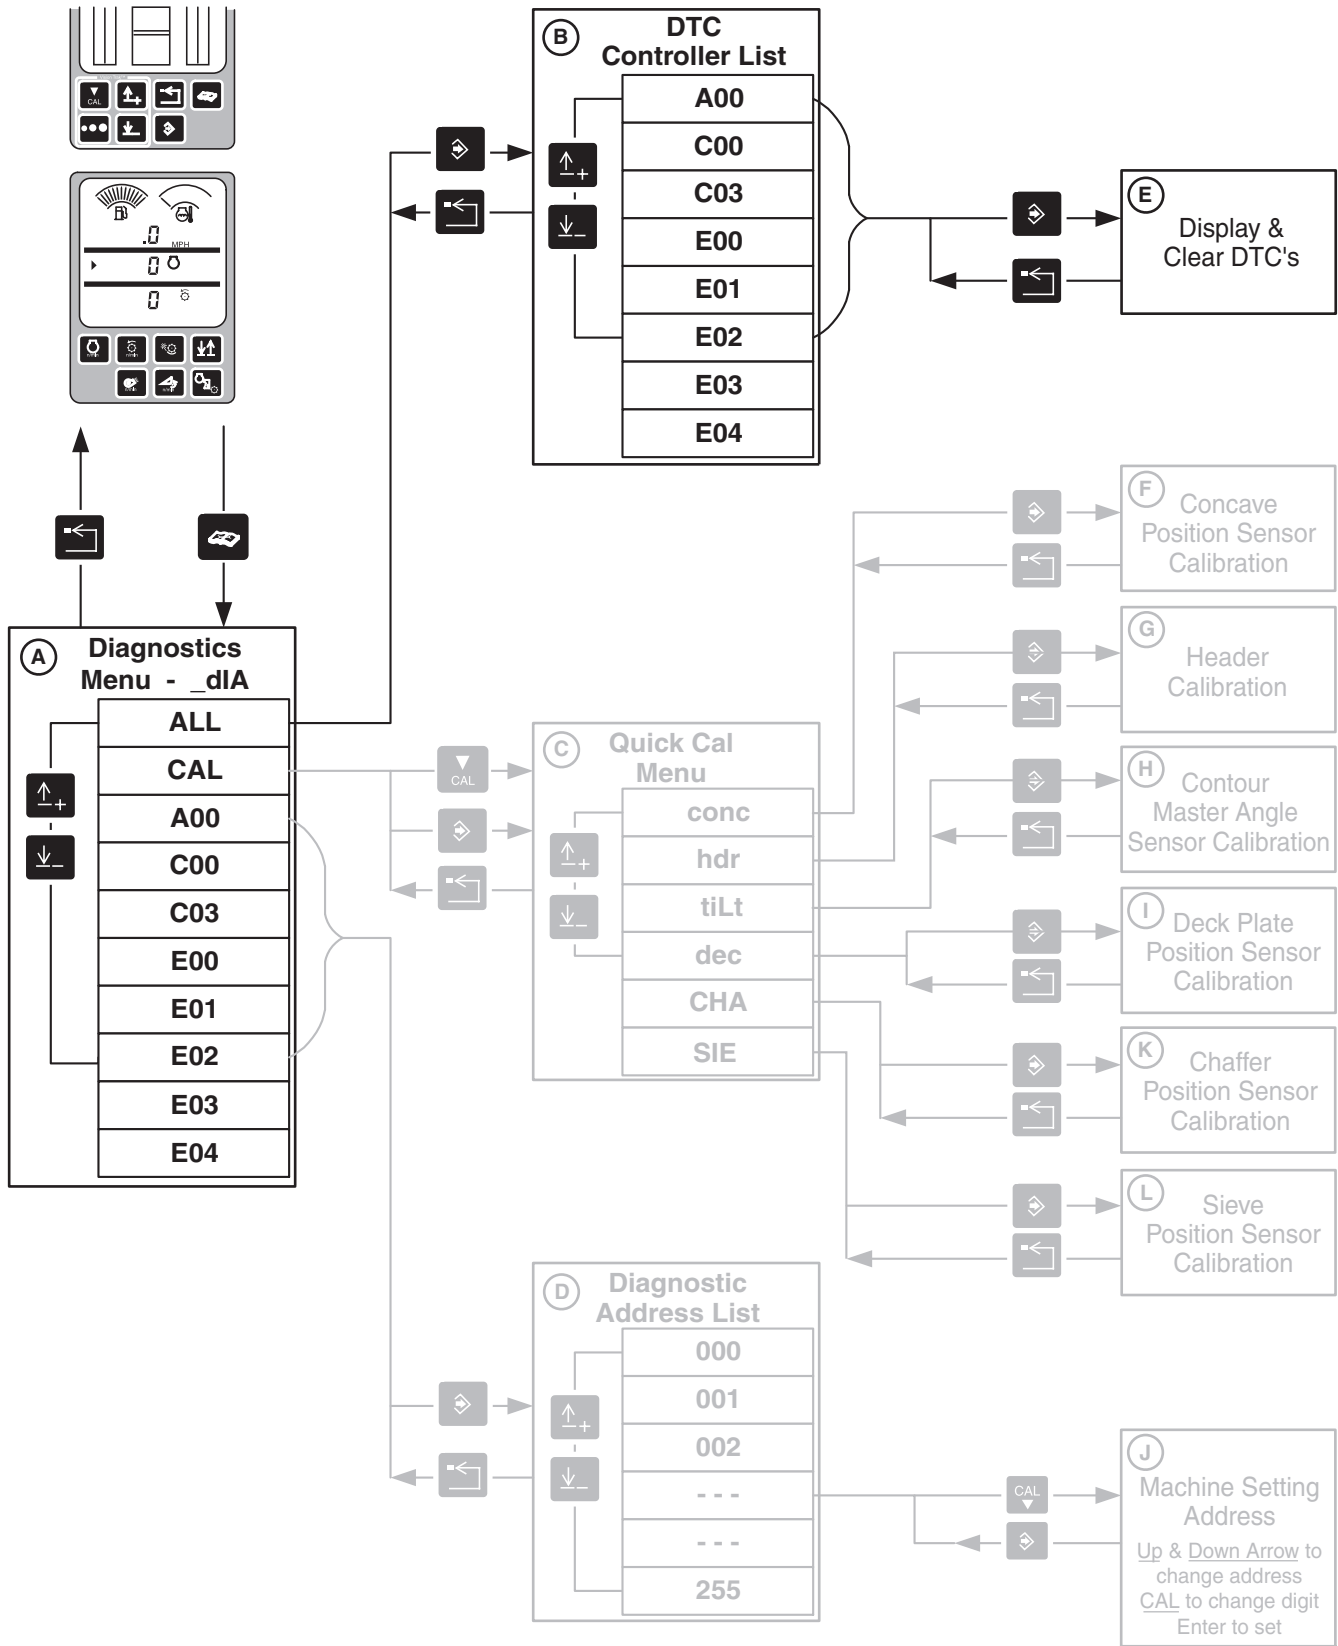 CAL
.0
MPH
0
0
n/min
n/min
n/min
n/min
A
Diagnostics
Menu - _dIA
ALL
CAL
A00
C00
C03
E00
E01
E02
E03
E04
B
DTC
Controller List
A00
C00
C03
E00
E01
E02
E03
E04
E
Display &
Clear DTC's
CAL
C
Quick Cal
Menu
conc
hdr
tiLt
dec
CHA
SIE
F
Concave
Position Sensor
Calibration
G
Header
Calibration
H
Contour
Master Angle
Sensor Calibration
I
Deck Plate
Position Sensor
Calibration
K
Chaffer
Position Sensor
Calibration
L
Sieve
Position Sensor
Calibration
D
Diagnostic
Address List
000
001
002
- - -
- - -
255
CAL
J
Machine Setting
Address
Up & Down Arrow to
change address
CAL to change digit
Enter to set